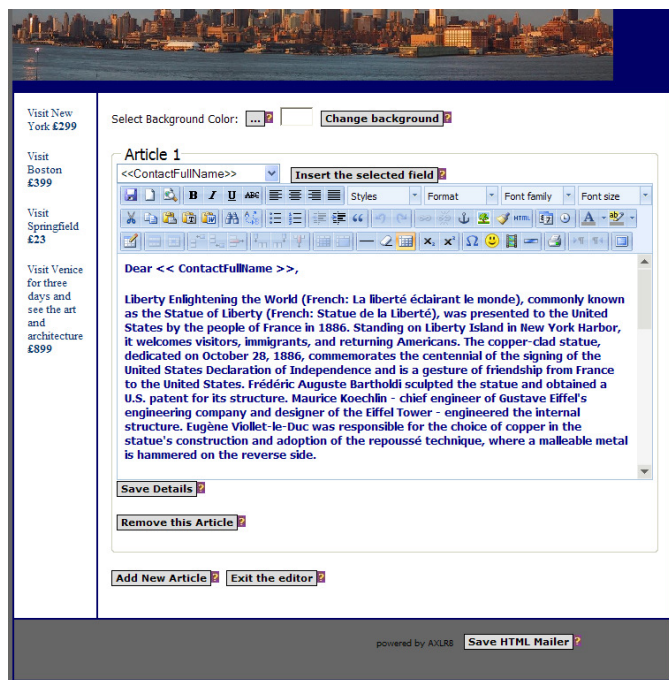 Visit New
York £299
Visit
Boston
£399
Visit
Springfield
£23
Visit Venice
for three
days and
see the art
and
architecture
£899
Select Background Color: ... ? Change background ?
Article 1
<<ContactFullName>> Insert the selected field ?
B I U ABC Styles Format Font family Font size
HTML A ab
x₂ x² Ω
Dear << ContactFullName >>,
Liberty Enlightening the World (French: La liberté éclairant le monde), commonly known
as the Statue of Liberty (French: Statue de la Liberté), was presented to the United
States by the people of France in 1886. Standing on Liberty Island in New York Harbor,
it welcomes visitors, immigrants, and returning Americans. The copper-clad statue,
dedicated on October 28, 1886, commemorates the centennial of the signing of the
United States Declaration of Independence and is a gesture of friendship from France
to the United States. Frédéric Auguste Bartholdi sculpted the statue and obtained a
U.S. patent for its structure. Maurice Koechlin - chief engineer of Gustave Eiffel's
engineering company and designer of the Eiffel Tower - engineered the internal
structure. Eugène Viollet-le-Duc was responsible for the choice of copper in the
statue's construction and adoption of the repoussé technique, where a malleable metal
is hammered on the reverse side.
Save Details ?
Remove this Article ?
Add New Article ? Exit the editor ?
powered by AXLR8 Save HTML Mailer ?